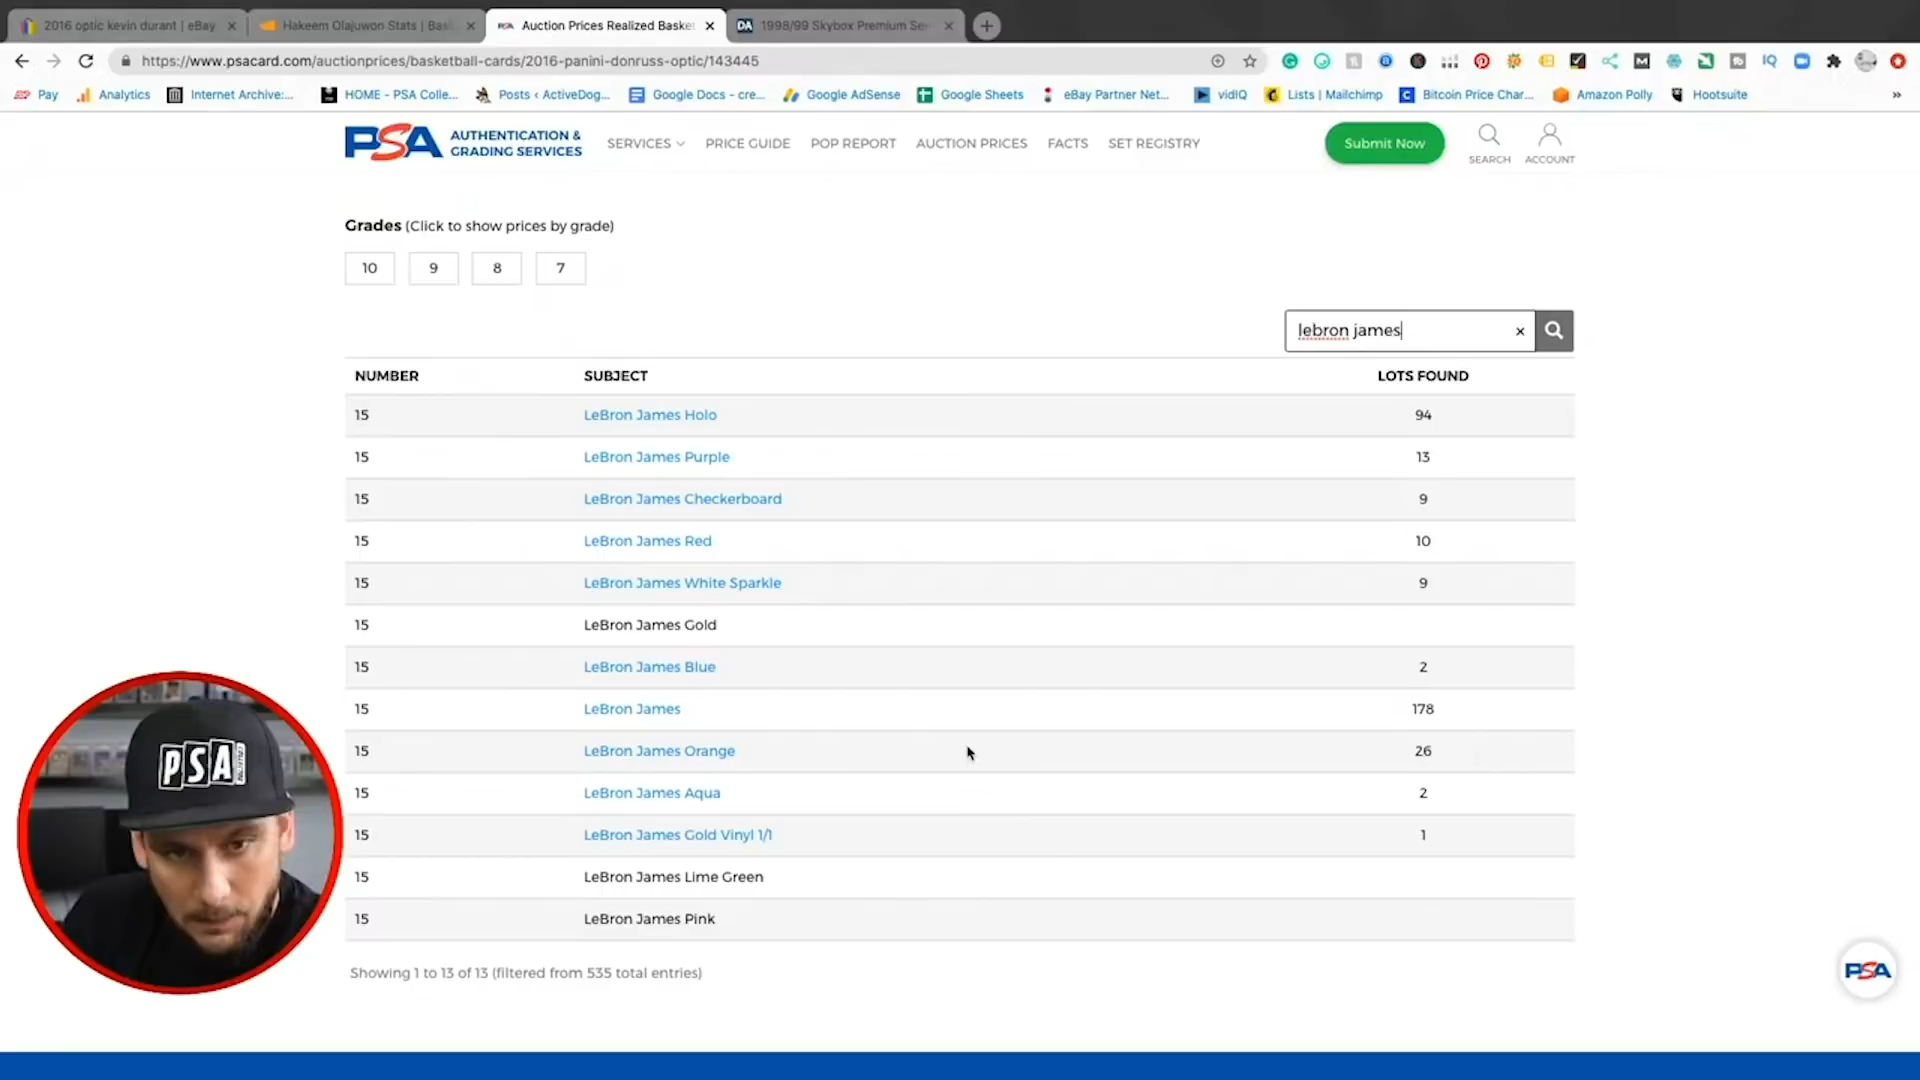 2016 optic kevin durant | eBay
Hakeem Olajuwon Stats | Bas
Auction Prices Realized Basket
DA 1998/99 Skybox Premium Se
https://www.psacard.com/auctionprices/basketball-cards/2016-panini-donruss-optic/143445
Pay Analytics Internet Archive:... HOME - PSA Colle... Posts ‹ ActiveDog... Google Docs - cre... Google AdSense Google Sheets eBay Partner Net... vidIQ Lists | Mailchimp Bitcoin Price Char... Amazon Polly Hootsuite »
PSA AUTHENTICATION &
GRADING SERVICES
SERVICES PRICE GUIDE POP REPORT AUCTION PRICES FACTS SET REGISTRY
Submit Now
SEARCH ACCOUNT
Grades (Click to show prices by grade)
10 9 8 7
lebron james
NUMBER SUBJECT LOTS FOUND
15 LeBron James Holo 94
15 LeBron James Purple 13
15 LeBron James Checkerboard 9
15 LeBron James Red 10
15 LeBron James White Sparkle 9
15 LeBron James Gold
15 LeBron James Blue 2
15 LeBron James 178
15 LeBron James Orange 26
15 LeBron James Aqua 2
15 LeBron James Gold Vinyl 1/1 1
15 LeBron James Lime Green
15 LeBron James Pink
Showing 1 to 13 of 13 (filtered from 535 total entries)
PSA
PSA